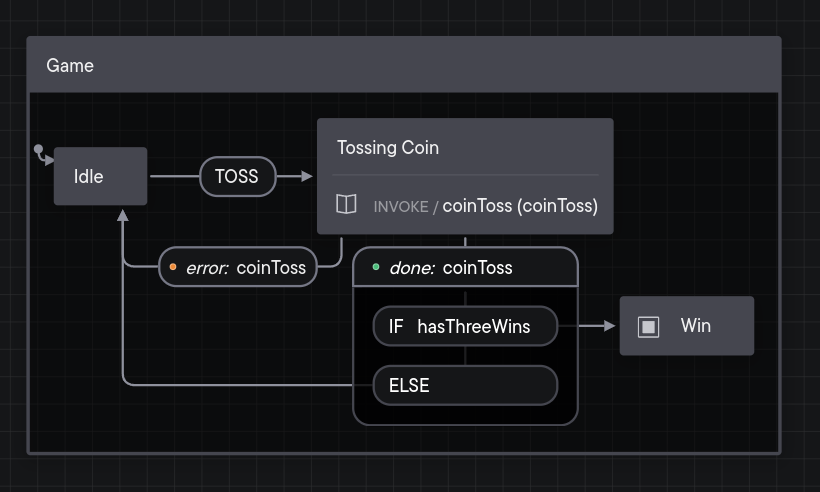 Game
Idle
TOSS
Tossing Coin
INVOKE / coinToss (coinToss)
error: coinToss
done: coinToss
IF hasThreeWins
Win
ELSE